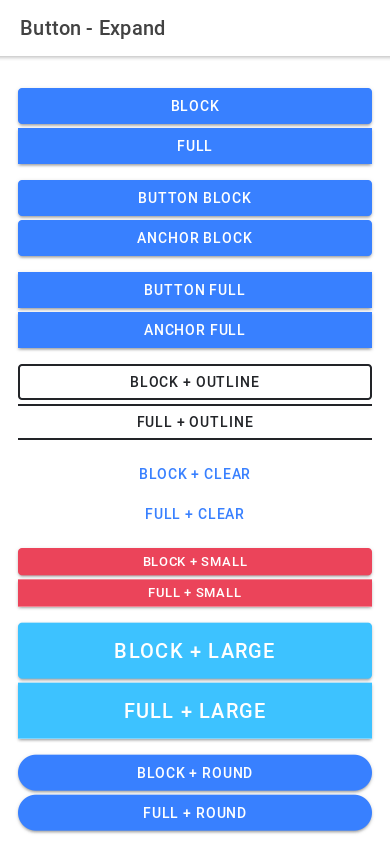 Button - Expand
BLOCK
FULL
BUTTON BLOCK
ANCHOR BLOCK
BUTTON FULL
ANCHOR FULL
BLOCK + OUTLINE
FULL + OUTLINE
BLOCK + CLEAR
FULL + CLEAR
BLOCK + SMALL
FULL + SMALL
BLOCK + LARGE
FULL + LARGE
BLOCK + ROUND
FULL + ROUND